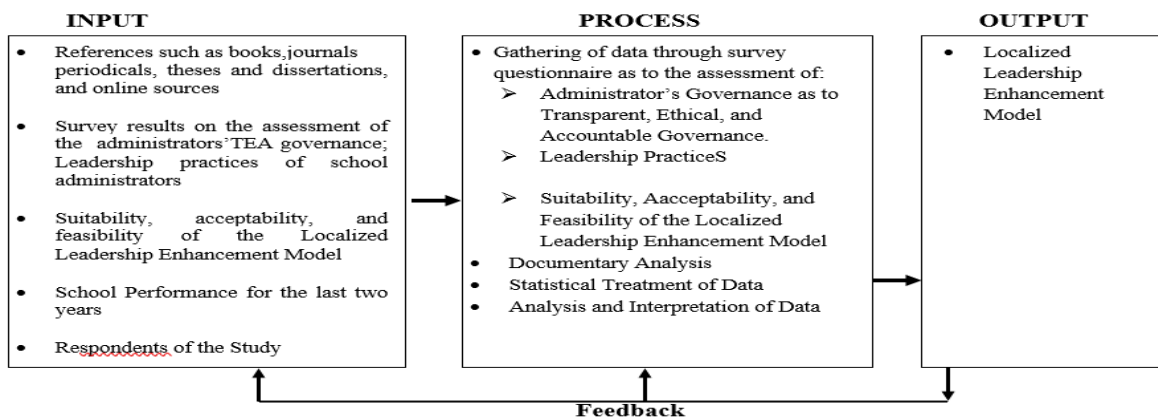 INPUT
References such as books,journals
periodicals, theses and dissertations,
and online sources
Survey results on the assessment of
the administrators'TEA governance;
Leadership practices of school
administrators
Suitability, acceptability, and
feasibility of the Localized
Leadership Enhancement Model
School Performance for the last two
years
Respondents of the Study
PROCESS
Gathering of data through survey
questionnaire as to the assessment of:
Administrator's Governance as to
Transparent, Ethical, and
Accountable Governance.
Leadership PracticeS
Suitability, Aacceptability, and
Feasibility of the Localized
Leadership Enhancement Model
Documentary Analysis
Statistical Treatment of Data
Analysis and Interpretation of Data
OUTPUT
Localized
Leadership
Enhancement
Model
Feedback